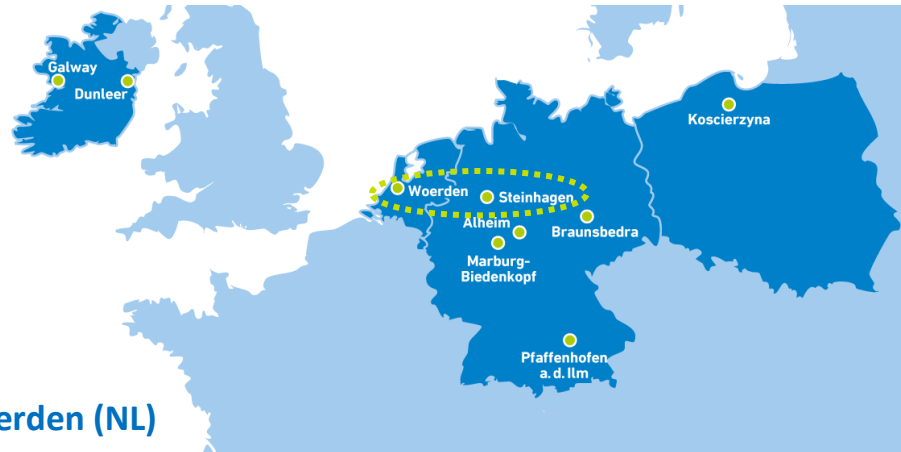 Galway
Dunleer
Koscierzyna
Woerden
Steinhagen
Alheim
Braunsbedra
Marburg-
Biedenkopf
Pfaffenhofen
a. d. Ilm
erden (NL)